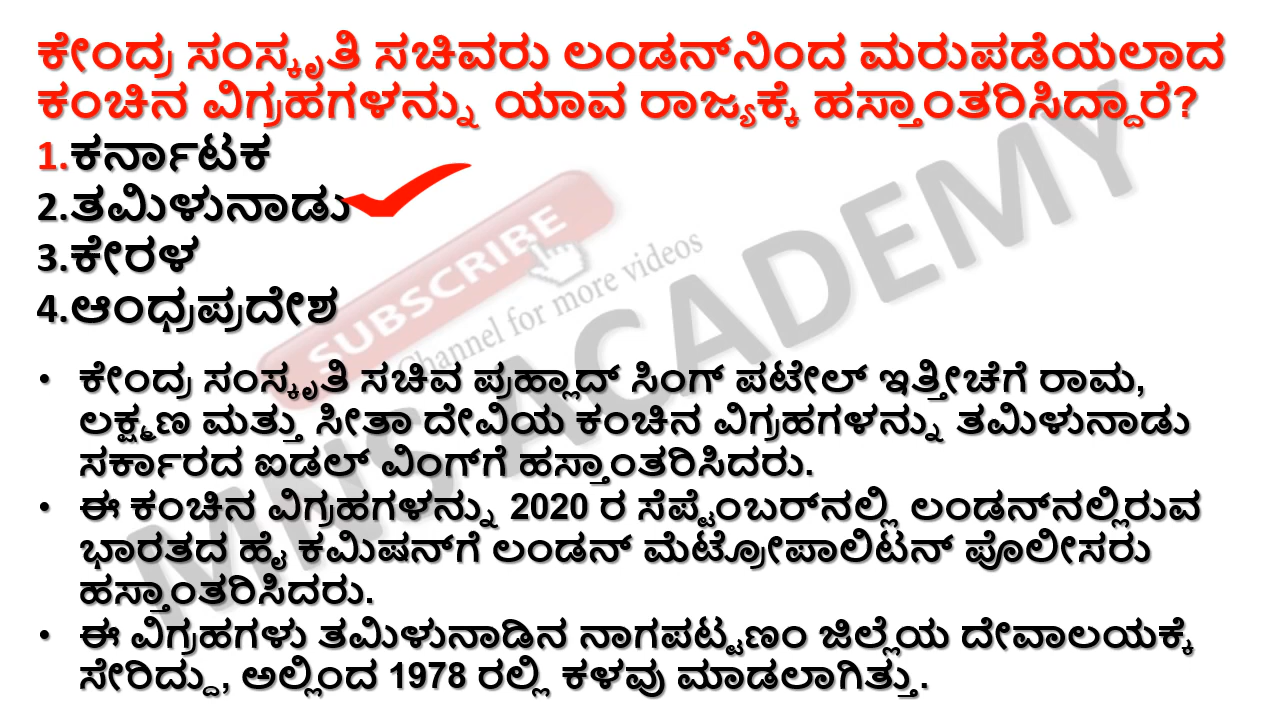 ಕೇಂದ್ರ ಸಂಸ್ಕೃತಿ ಸಚಿವರು ಲಂಡನ್‌ನಿಂದ ಮರುಪಡೆಯಲಾದ
ಕಂಚಿನ ವಿಗ್ರಹಗಳನ್ನು ಯಾವ ರಾಜ್ಯಕ್ಕೆ ಹಸ್ತಾಂತರಿಸಿದ್ದಾರೆ?
1.ಕರ್ನಾಟಕ
2.ತಮಿಳುನಾಡು
3.ಕೇರಳ
4.ಆಂಧ್ರಪ್ರದೇಶ
SUBSCRIBE
Channel for more videos
MNS ACADEMY
• ಕೇಂದ್ರ ಸಂಸ್ಕೃತಿ ಸಚಿವ ಪ್ರಹ್ಲಾದ್ ಸಿಂಗ್ ಪಟೇಲ್ ಇತ್ತೀಚೆಗೆ ರಾಮ,
ಲಕ್ಷ್ಮಣ ಮತ್ತು ಸೀತಾ ದೇವಿಯ ಕಂಚಿನ ವಿಗ್ರಹಗಳನ್ನು ತಮಿಳುನಾಡು
ಸರ್ಕಾರದ ಐಡಲ್ ವಿಂಗ್‌ಗೆ ಹಸ್ತಾಂತರಿಸಿದರು.
• ಈ ಕಂಚಿನ ವಿಗ್ರಹಗಳನ್ನು 2020 ರ ಸೆಪ್ಟೆಂಬರ್‌ನಲ್ಲಿ ಲಂಡನ್‌ನಲ್ಲಿರುವ
ಭಾರತದ ಹೈ ಕಮಿಷನ್‌ಗೆ ಲಂಡನ್ ಮೆಟ್ರೋಪಾಲಿಟನ್ ಪೊಲೀಸರು
ಹಸ್ತಾಂತರಿಸಿದರು.
• ಈ ವಿಗ್ರಹಗಳು ತಮಿಳುನಾಡಿನ ನಾಗಪಟ್ಟಣಂ ಜಿಲ್ಲೆಯ ದೇವಾಲಯಕ್ಕೆ
ಸೇರಿದ್ದು, ಅಲ್ಲಿಂದ 1978 ರಲ್ಲಿ ಕಳವು ಮಾಡಲಾಗಿತ್ತು.